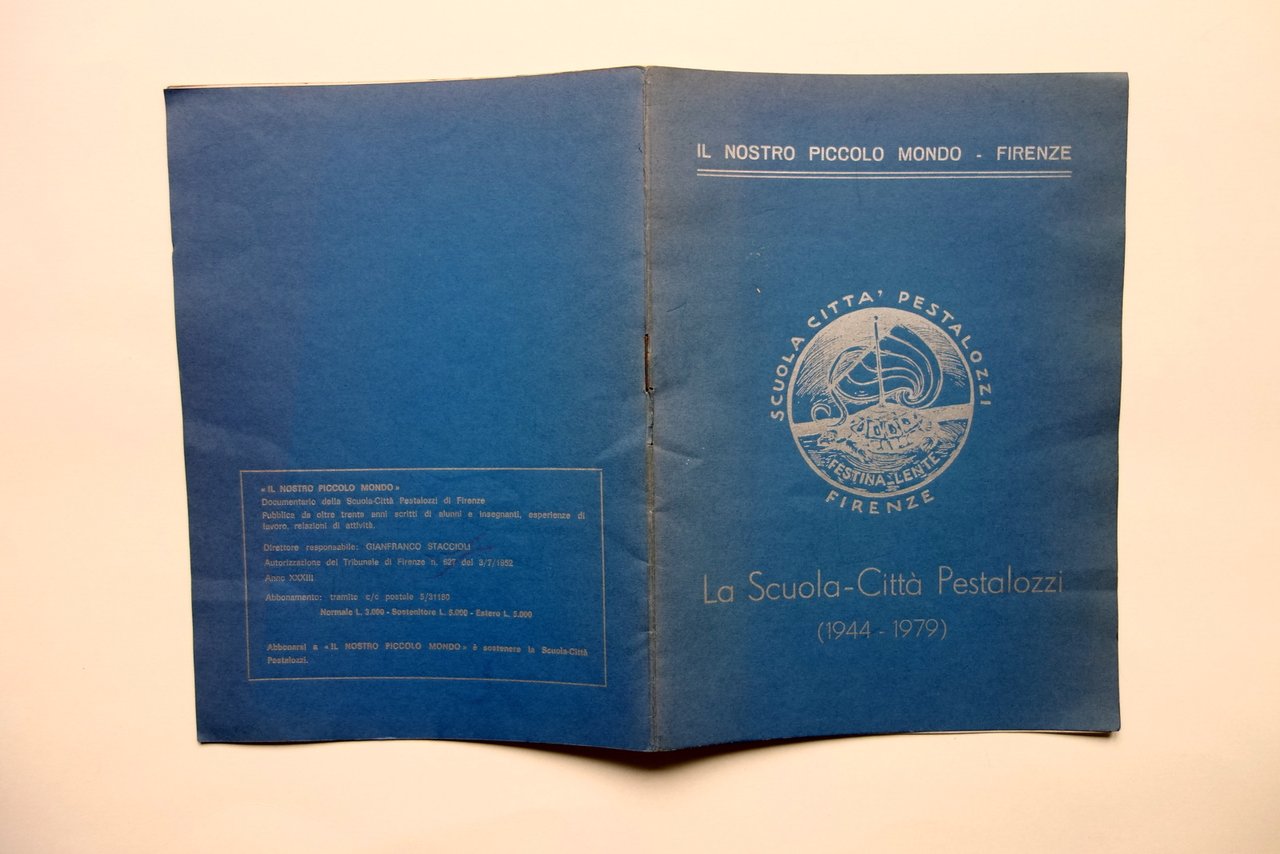 « IL NOSTRO PICCOLO MONDO »
Documentario della Scuola-Città Pestalozzi di Firenze
Pubblica da oltre trenta anni scritti di alunni e insegnanti, esperienze di
lavoro, relazioni di attività.
Direttore responsabile: GIANFRANCO STACCIOLI
Autorizzazione del Tribunale di Firenze n. 627 del 3/7/1952
Anno XXXIII
Abbonamento: tramite c/c postale 5/31180
Normale L. 3.000 - Sostenitore L. 5.000 - Estero L. 5.000
Abbonarsi a « IL NOSTRO PICCOLO MONDO » è sostenere la Scuola-Città
Pestalozzi.
IL NOSTRO PICCOLO MONDO - FIRENZE
SCUOLA CITTA' PESTALOZZI
FESTINA-LENTE
FIRENZE
La Scuola-Città Pestalozzi
(1944 - 1979)